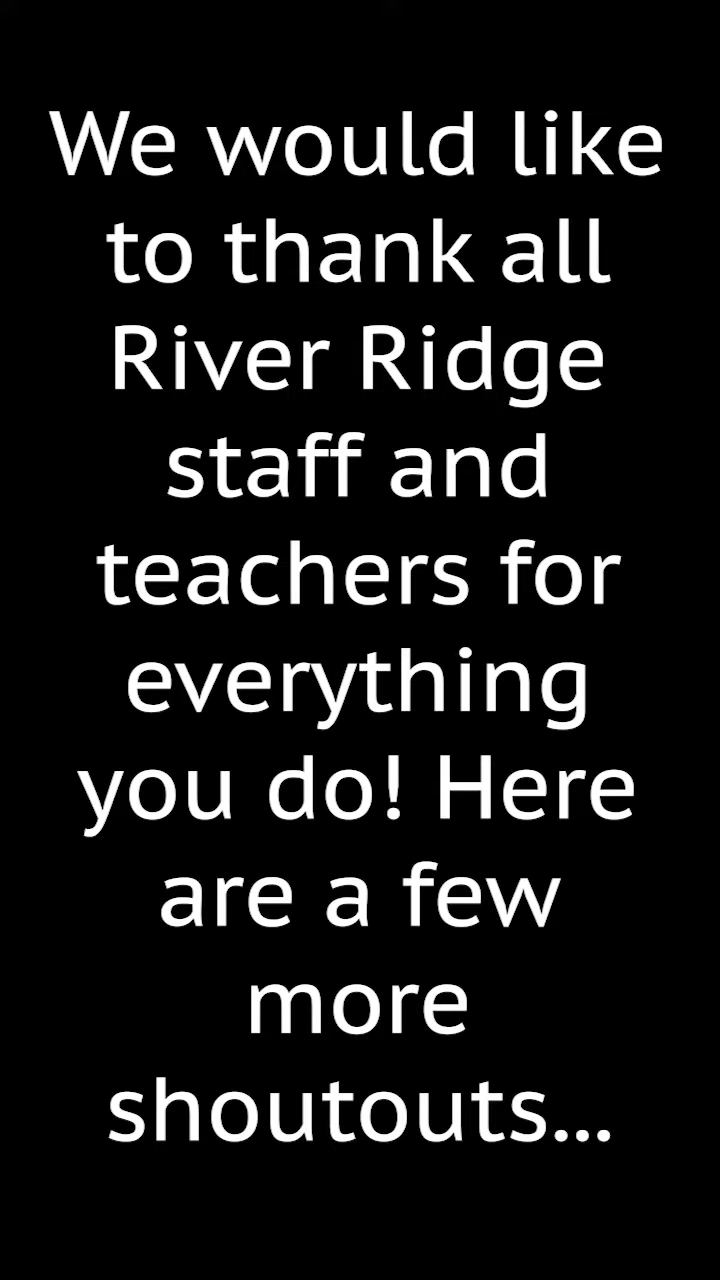 We would like
to thank all
River Ridge
staff and
teachers for
everything
you do! Here
are a few
more
shoutouts...